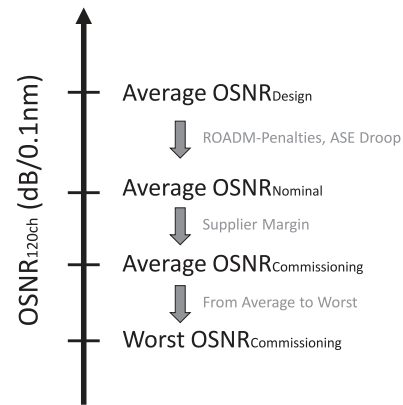 OSNR120ch (dB/0.1nm)
Average OSNRDesign
ROADM-Penalties, ASE Droop
Average OSNRNominal
Supplier Margin
Average OSNRCommissioning
From Average to Worst
Worst OSNRCommissioning